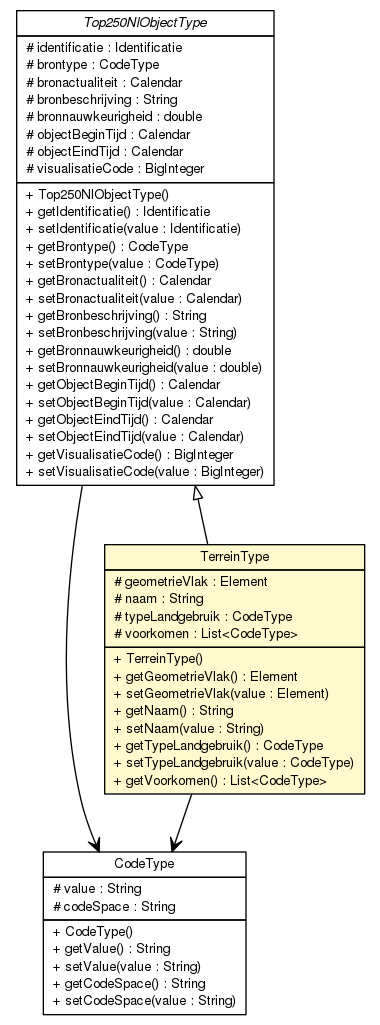 Top250NlObjectType
# identificatie : Identificatie
# brontype : CodeType
# bronactualiteit : Calendar
# bronbeschrijving : String
# bronnauwkeurigheid : double
# objectBeginTijd : Calendar
# objectEindTijd : Calendar
# visualisatieCode : BigInteger
+ Top250NlObjectType()
+ getIdentificatie() : Identificatie
+ setIdentificatie(value : Identificatie)
+ getBrontype() : CodeType
+ setBrontype(value : CodeType)
+ getBronactualiteit() : Calendar
+ setBronactualiteit(value : Calendar)
+ getBronbeschrijving() : String
+ setBronbeschrijving(value : String)
+ getBronnauwkeurigheid() : double
+ setBronnauwkeurigheid(value : double)
+ getObjectBeginTijd() : Calendar
+ setObjectBeginTijd(value : Calendar)
+ getObjectEindTijd() : Calendar
+ setObjectEindTijd(value : Calendar)
+ getVisualisatieCode() : BigInteger
+ setVisualisatieCode(value : BigInteger)
TerreinType
# geometrieVlak : Element
# naam : String
# typeLandgebruik : CodeType
# voorkomen : List<CodeType>
+ TerreinType()
+ getGeometrieVlak() : Element
+ setGeometrieVlak(value : Element)
+ getNaam() : String
+ setNaam(value : String)
+ getTypeLandgebruik() : CodeType
+ setTypeLandgebruik(value : CodeType)
+ getVoorkomen() : List<CodeType>
CodeType
# value : String
# codeSpace : String
+ CodeType()
+ getValue() : String
+ setValue(value : String)
+ getCodeSpace() : String
+ setCodeSpace(value : String)